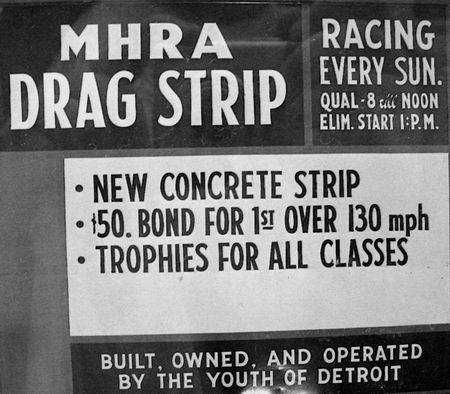 MHRA
DRAG STRIP
RACING
EVERY SUN.
QUAL-8 till NOON
ELIM. START 1:P.M.
• NEW CONCRETE STRIP
• $50. BOND FOR 1ST OVER 130 mph
• TROPHIES FOR ALL CLASSES
BUILT, OWNED, AND OPERATED
BY THE YOUTH OF DETROIT